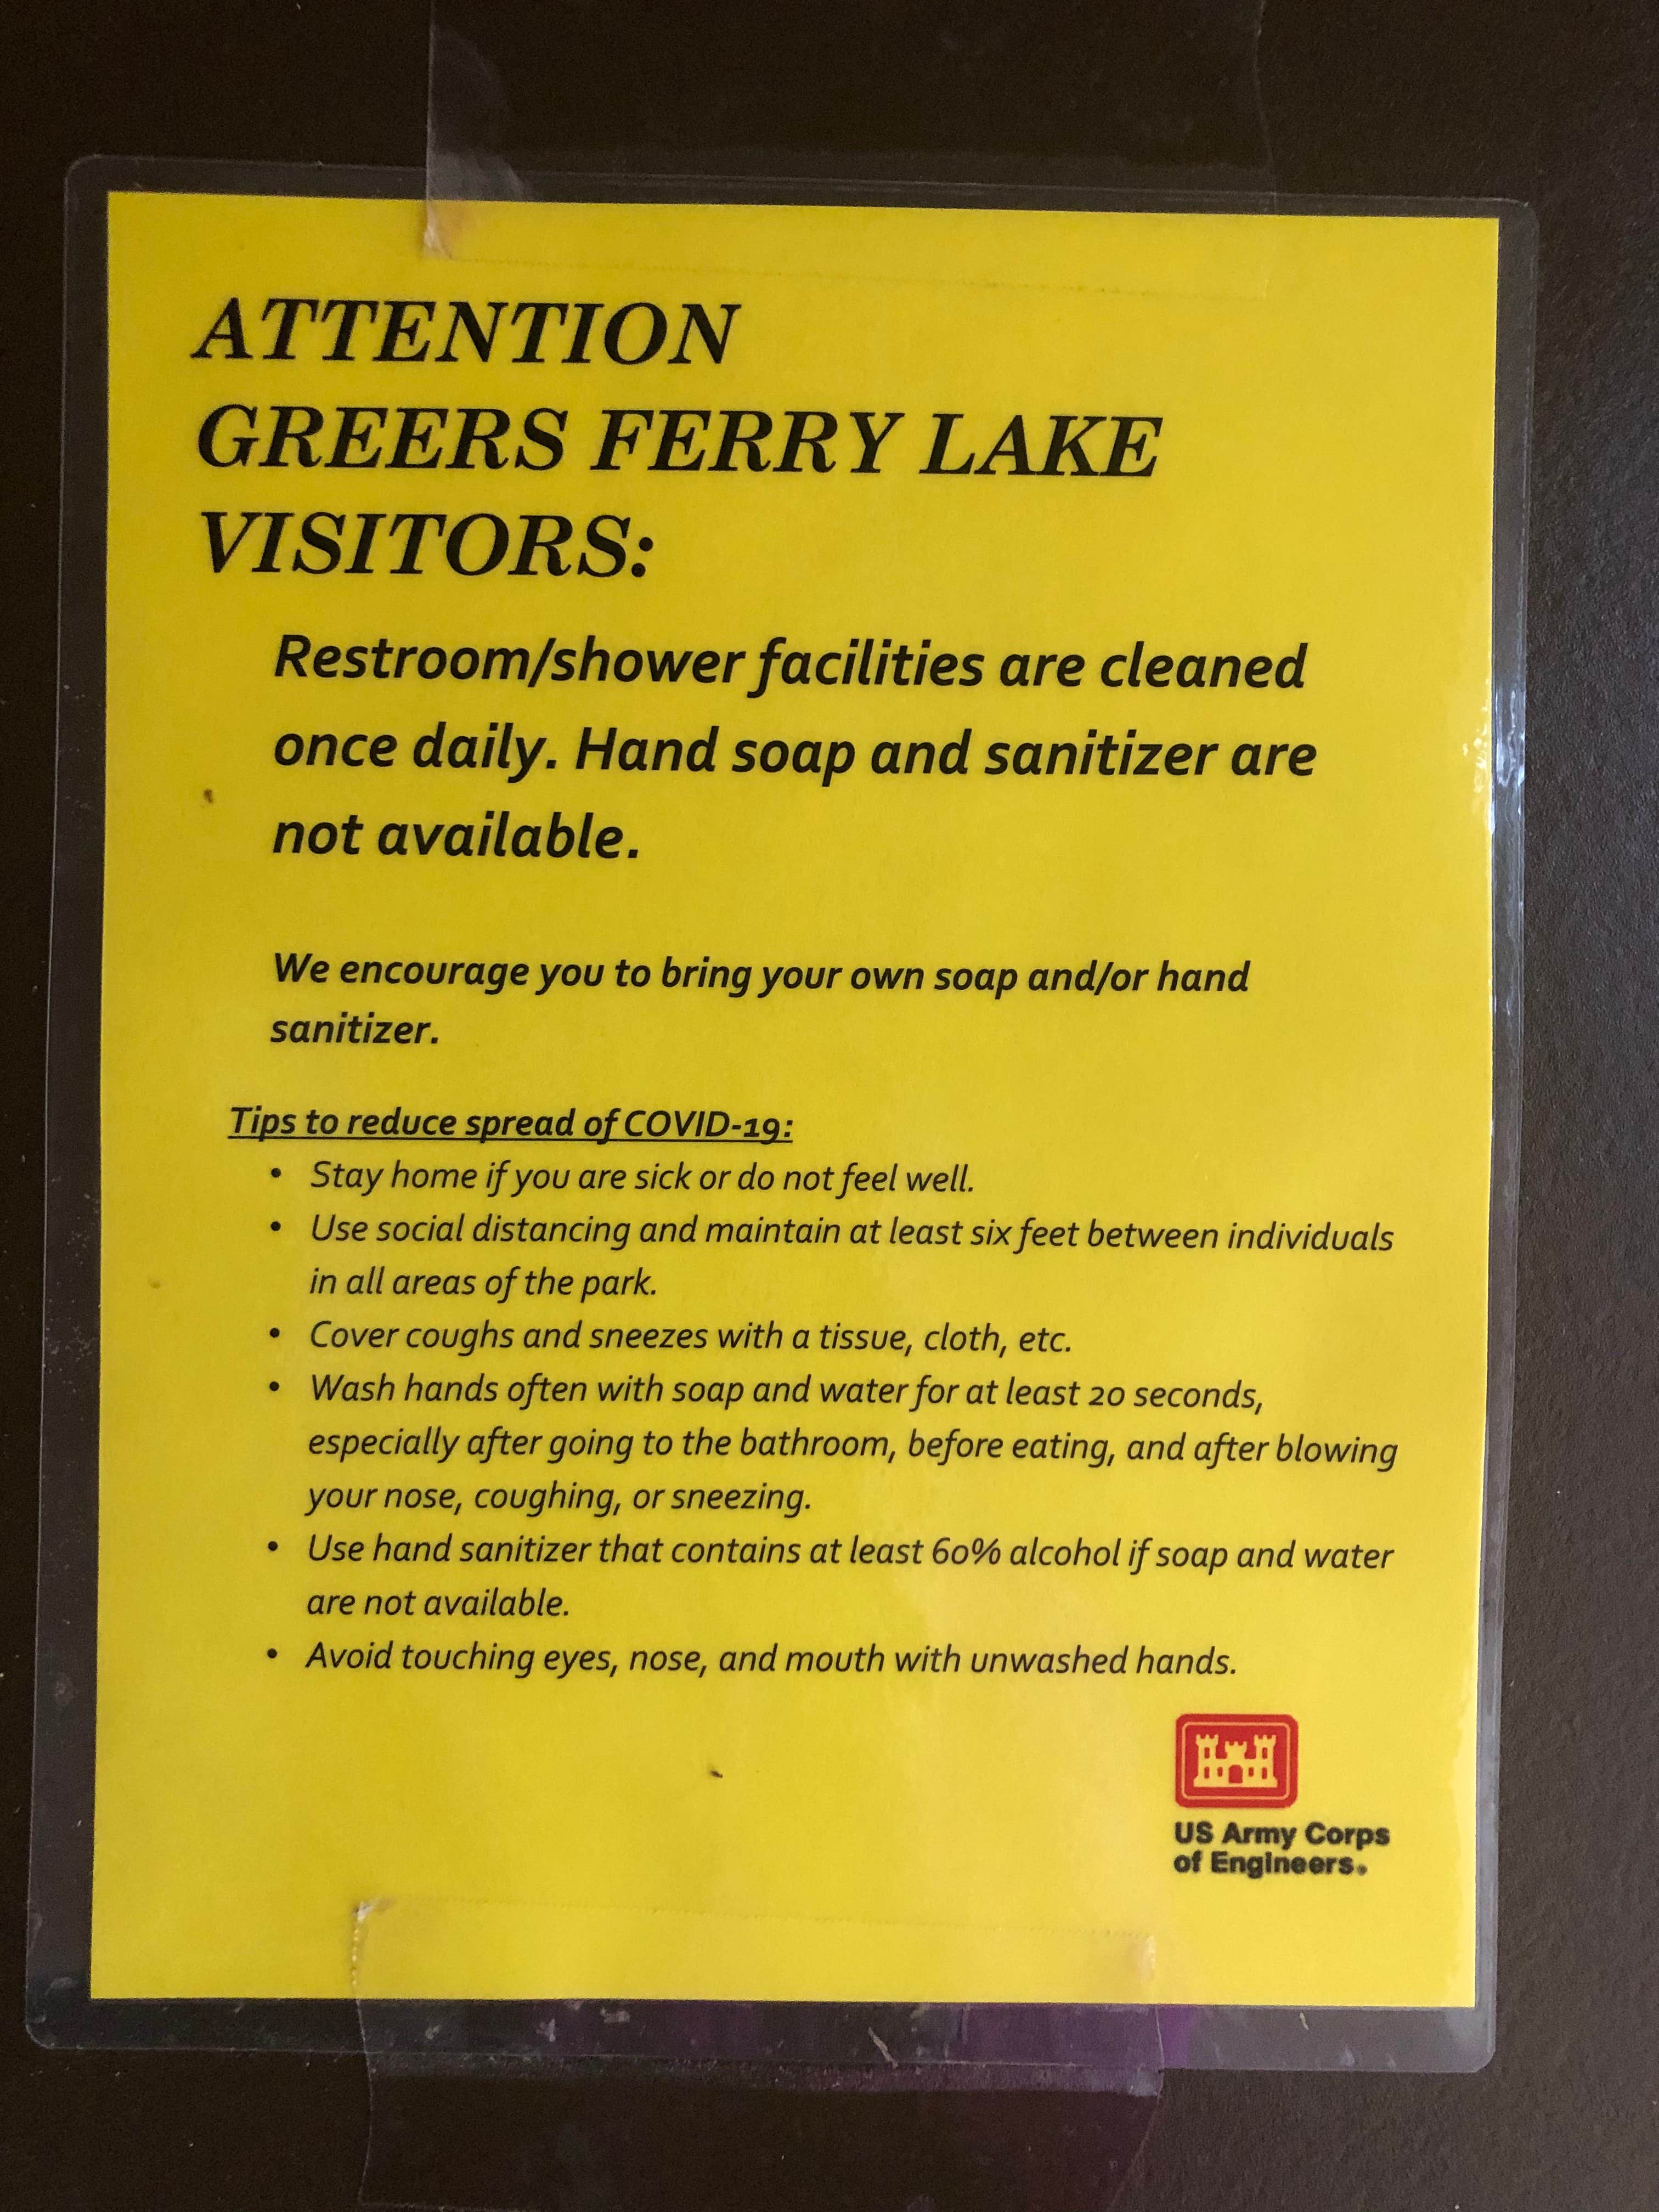 ATTENTION
GREERS FERRY LAKE
VISITORS:
Restroom/shower facilities are cleaned
once daily. Hand soap and sanitizer are
not available.
We encourage you to bring your own soap and/or hand
sanitizer.
Tips to reduce spread of COVID-19:
• Stay home if you are sick or do not feel well.
• Use social distancing and maintain at least six feet between individuals
in all areas of the park.
• Cover coughs and sneezes with a tissue, cloth, etc.
• Wash hands often with soap and water for at least 20 seconds,
especially after going to the bathroom, before eating, and after blowing
your nose, coughing, or sneezing.
• Use hand sanitizer that contains at least 60% alcohol if soap and water
are not available.
• Avoid touching eyes, nose, and mouth with unwashed hands.
US Army Corps
of Engineers®